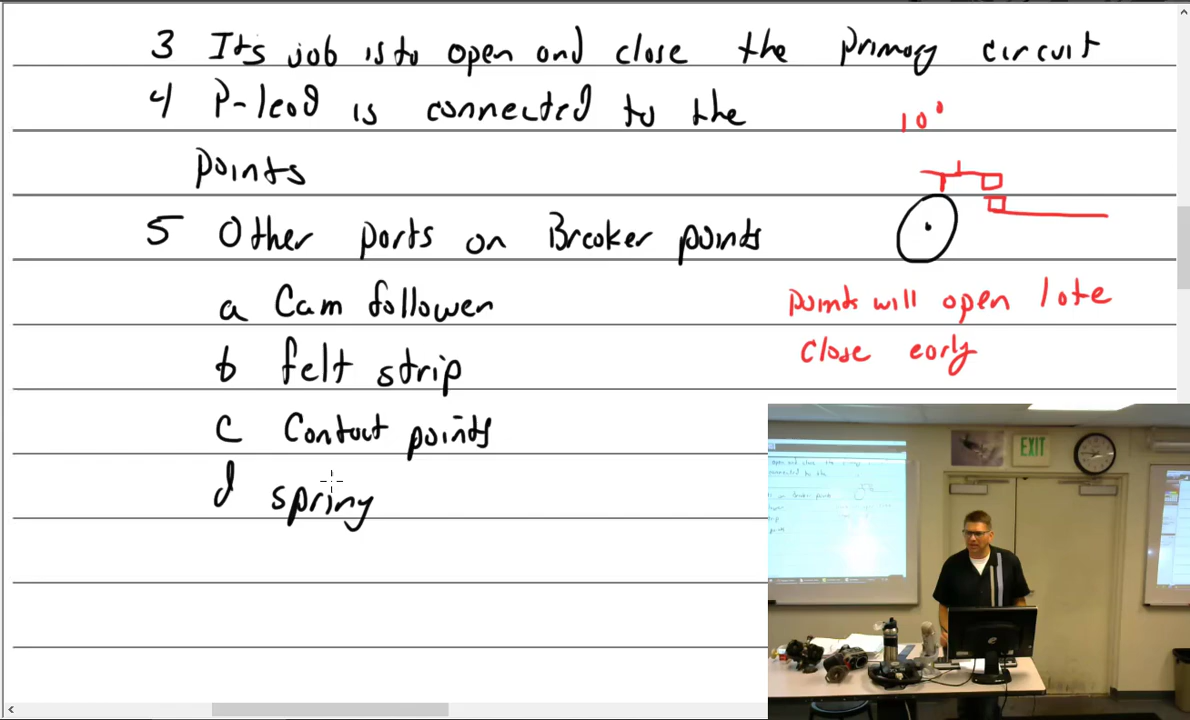 3 It's job is to open and close the primary circuit
4 P-lead is connected to the
points
10°
5 Other parts on Breaker points
a Cam follower
points will open late
close early
b felt strip
c Contact points
d spring
EXIT